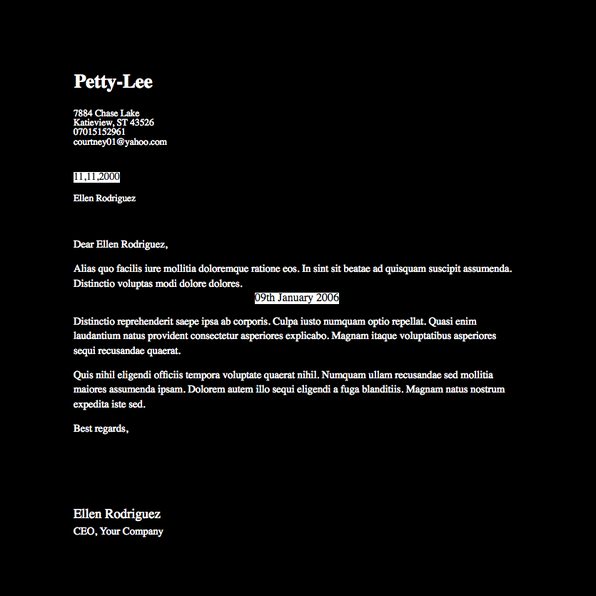 Petty-Lee
7884 Chase Lake
Katieview, ST 43526
07015152961
courtney01@yahoo.com
11,11,2000
Ellen Rodriguez
Dear Ellen Rodriguez,
Alias quo facilis iure mollitia doloremque ratione eos. In sint sit beatae ad quisquam suscipit assumenda.
Distinctio voluptas modi dolore dolores.
09th January 2006
Distinctio reprehenderit saepe ipsa ab corporis. Culpa iusto numquam optio repellat. Quasi enim
laudantium natus provident consectetur asperiores explicabo. Magnam itaque voluptatibus asperiores
sequi recusandae quaerat.
Quis nihil eligendi officiis tempora voluptate quaerat nihil. Numquam ullam recusandae sed mollitia
maiores assumenda ipsam. Dolorem autem illo sequi eligendi a fuga blanditiis. Magnam natus nostrum
expedita iste sed.
Best regards,
Ellen Rodriguez
CEO, Your Company